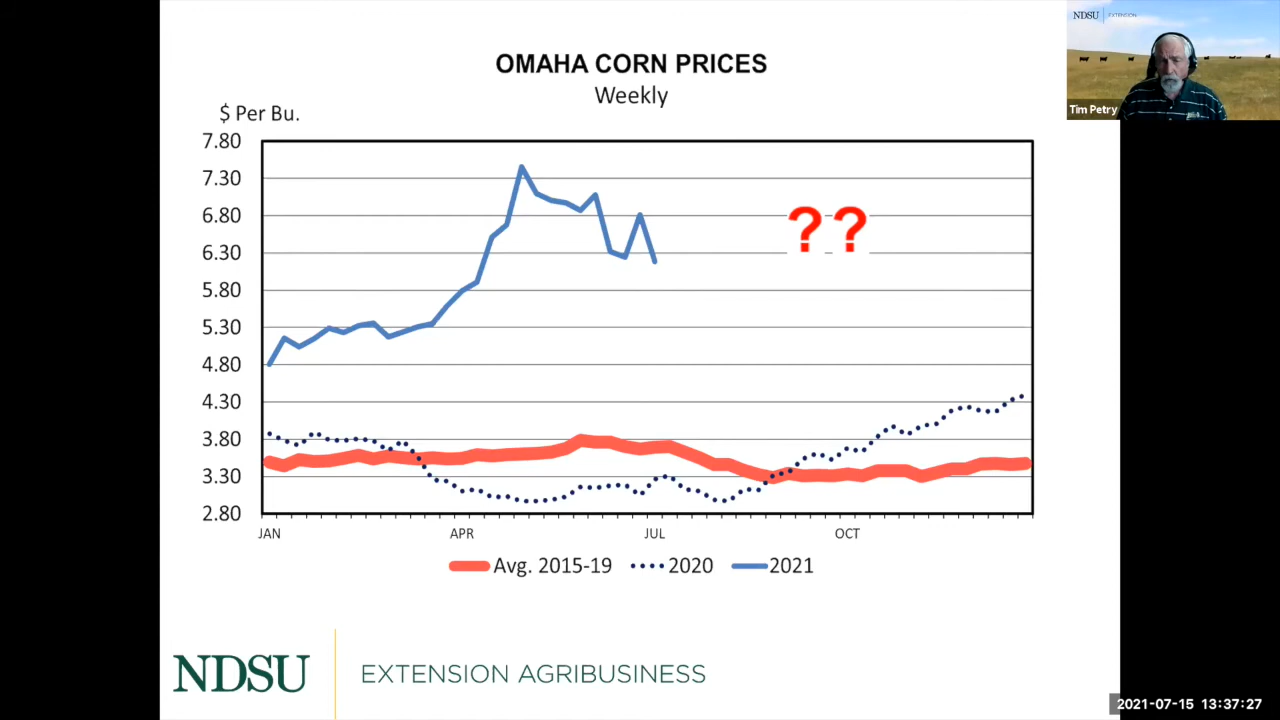 NDSU EXTENSION
Tim Petry
OMAHA CORN PRICES
Weekly
$ Per Bu.
7.80
7.30
6.80
6.30
5.80
5.30
4.80
4.30
3.80
3.30
2.80
??
JAN APR JUL OCT
Avg. 2015-19 2020 2021
NDSU EXTENSION AGRIBUSINESS
2021-07-15 13:37:27